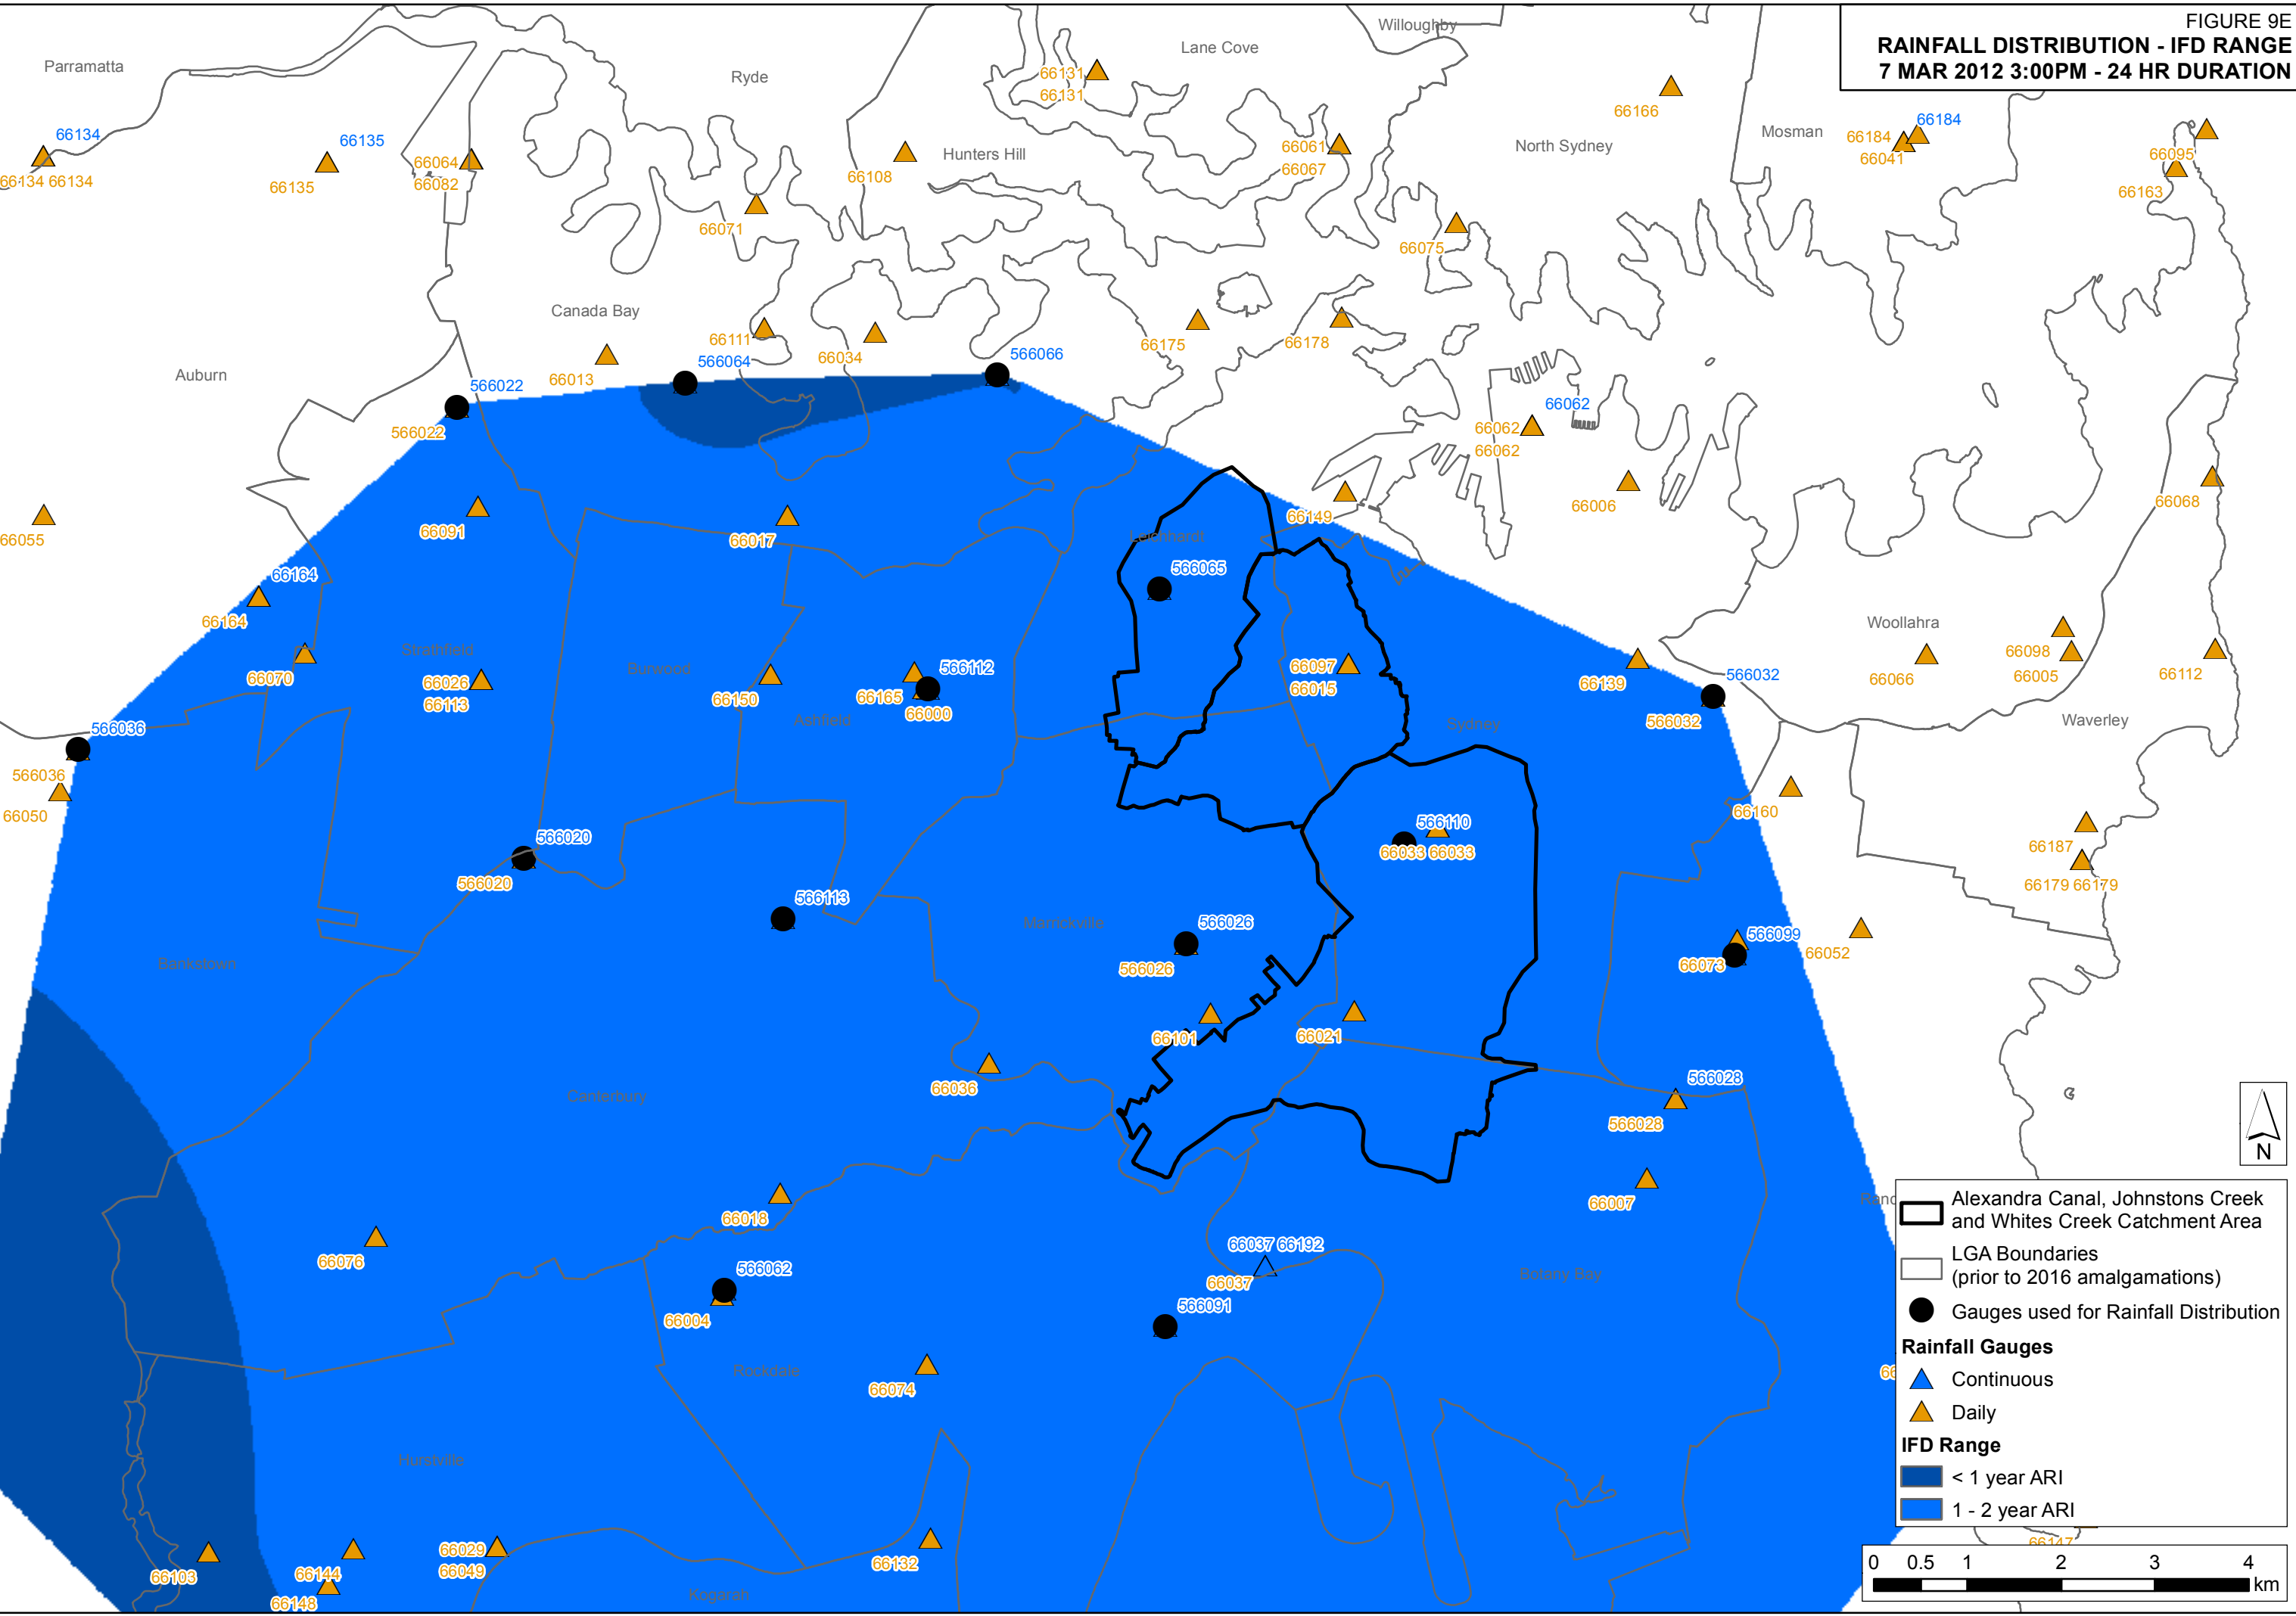 FIGURE 9E
RAINFALL DISTRIBUTION - IFD RANGE
7 MAR 2012 3:00PM - 24 HR DURATION
Willoughby
Lane Cove
Parramatta
Ryde
66131
66131
66166
66134
66134 66134
66135
66135
66064
66082
Hunters Hill
66108
66061
66067
North Sydney
Mosman
66184
66184
66041
66095
66163
66071
66075
Canada Bay
66111
66034
66175
66178
566064
566066
Auburn
66013
566022
566022
66062
66062
66062
66006
66068
66055
66091
66017
66149
Leichhardt
566065
66164
66164
66070
Strathfield
66026
66113
Burwood
66150
566112
66165
66000
Ashfield
66097
66015
Sydney
66139
566032
566032
Woollahra
66066
66098
66005
66112
Waverley
566036
566036
66050
66160
566020
566020
566110
66033 66033
66187
66179 66179
566113
Marrickville
566026
566026
566099
66073
66052
Bankstown
66101
66021
66036
Canterbury
566028
566028
N
66018
66007
66076
66037 66192
66037
Botany Bay
566062
66004
566091
Rockdale
66074
Hurstville
66103
66144
66148
66029
66049
66132
Kogarah
66147
Alexandra Canal, Johnstons Creek
and Whites Creek Catchment Area
LGA Boundaries
(prior to 2016 amalgamations)
Gauges used for Rainfall Distribution
Rainfall Gauges
Continuous
Daily
IFD Range
< 1 year ARI
1 - 2 year ARI
0 0.5 1 2 3 4
km